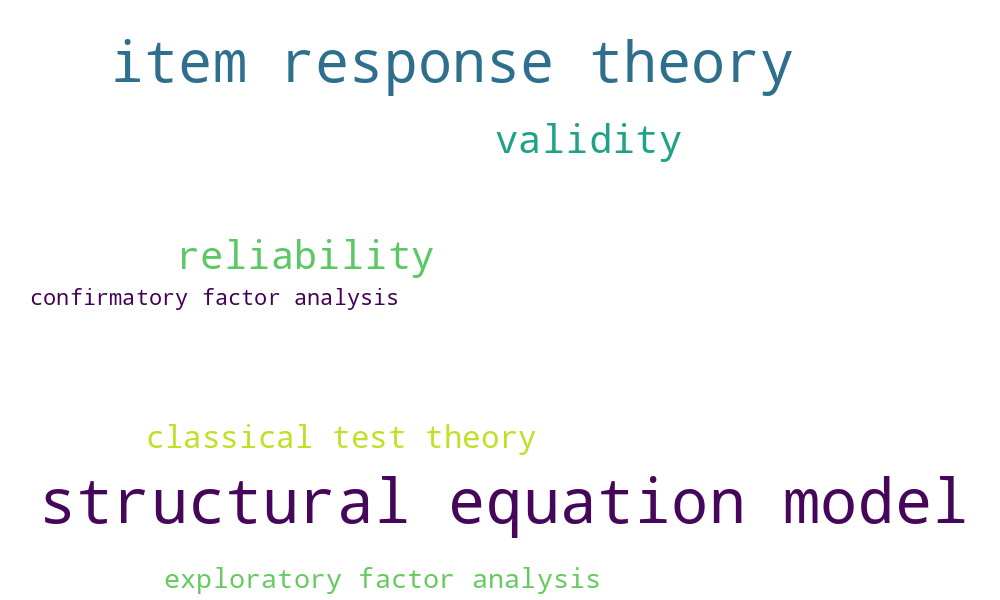 item response theory
validity
reliability
confirmatory factor analysis
classical test theory
structural equation model
exploratory factor analysis